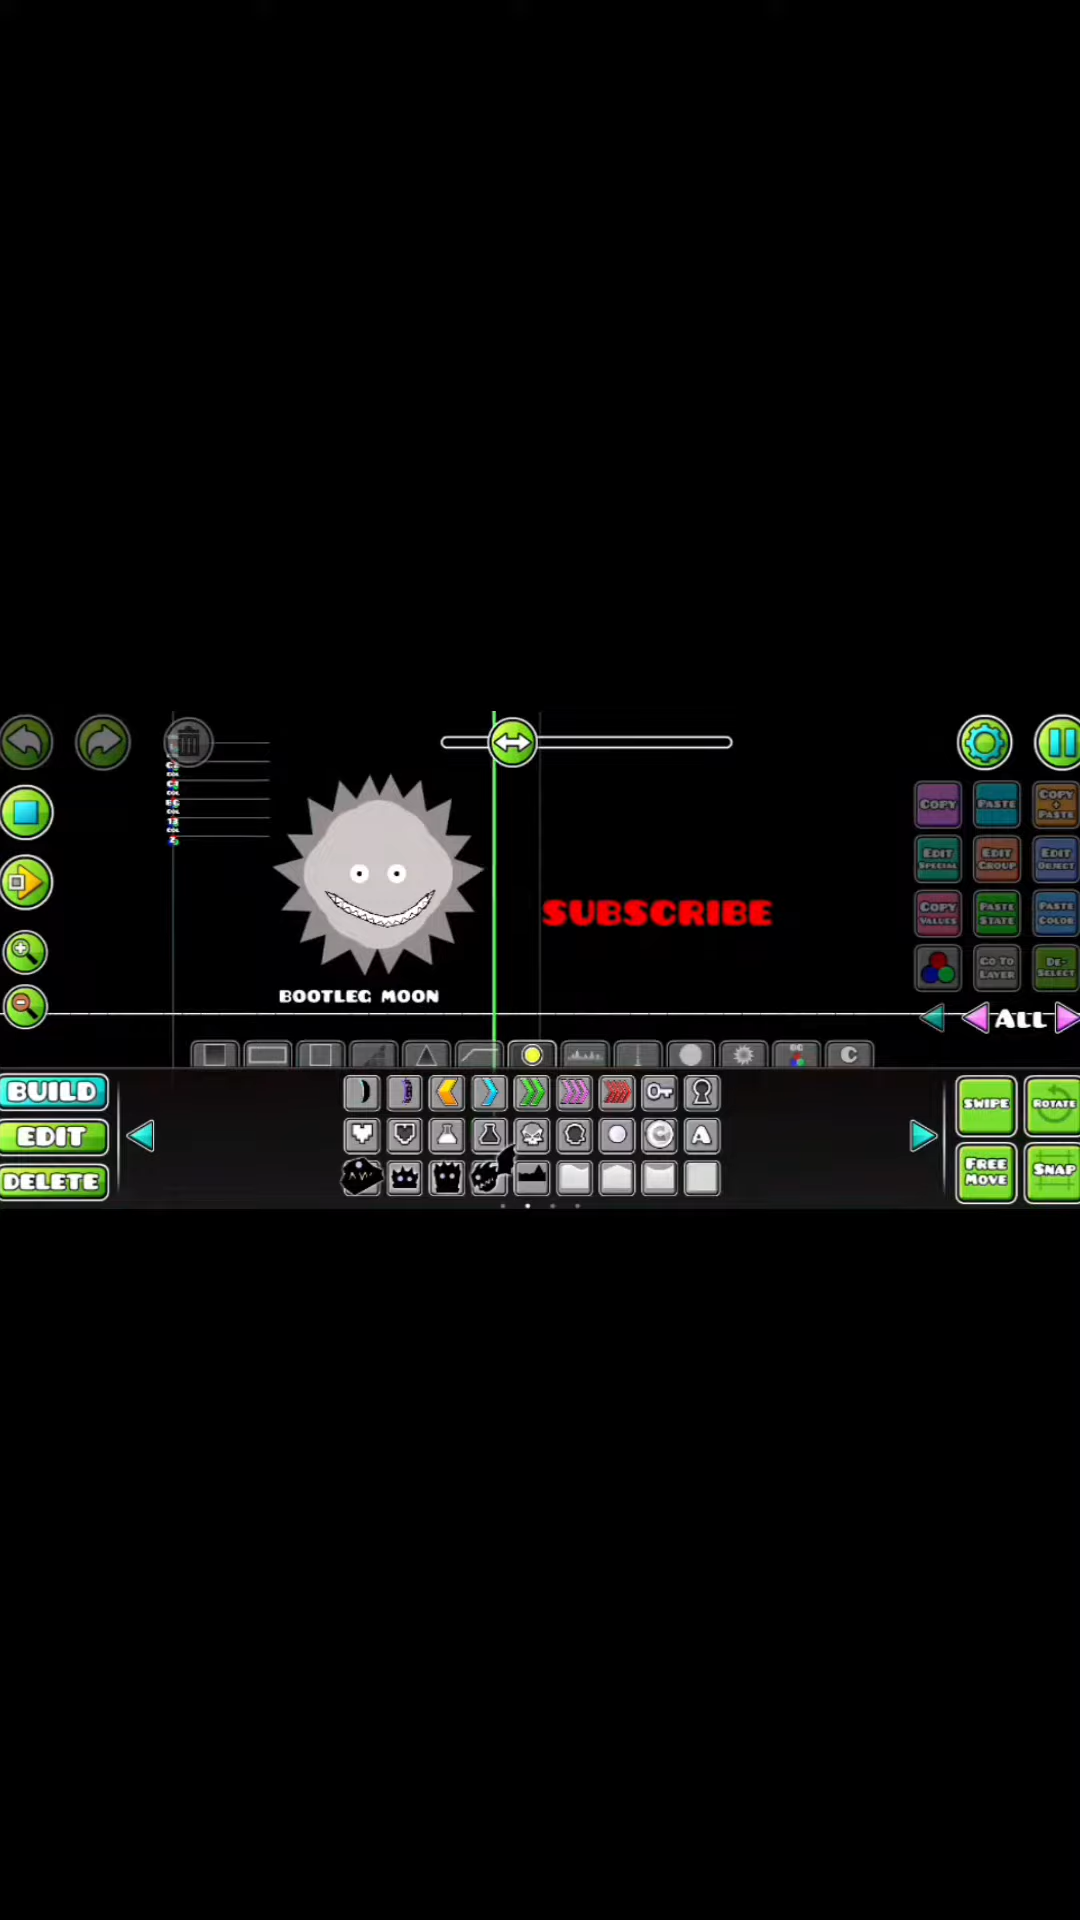 SUBSCRIBE
BOOTLEG MOON
COPY
PASTE
COPY + PASTE
EDIT SPECIAL
EDIT GROUP
EDIT OBJECT
COPY VALUES
PASTE STATE
PASTE COLOR
GO TO LAYER
DE-SELECT
ALL
BUILD
EDIT
DELETE
A
SWIPE
ROTATE
FREE MOVE
SNAP